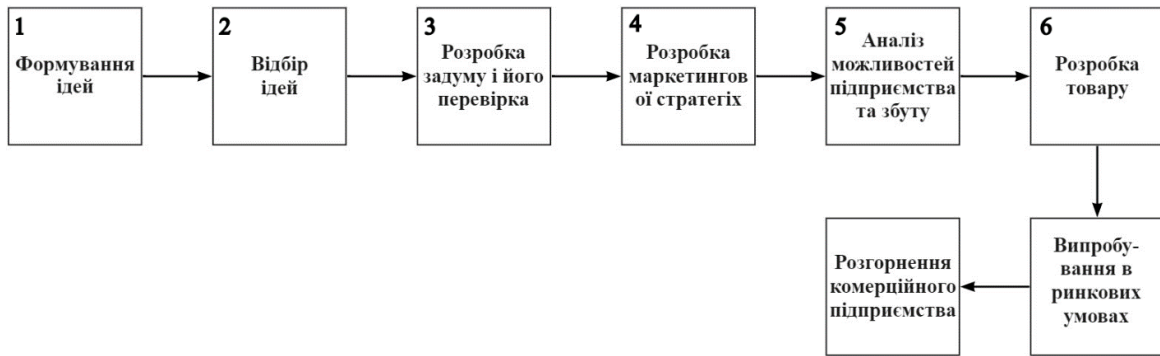 1
Формування
ідей
2
Відбір
ідей
3
Розробка
задуму і його
перевірка
4
Розробка
маркетингов
ої стратегіх
5
Аналіз
можливостей
підприємства
та збуту
6
Розробка
товару
Випробу-
вання в
ринкових
умовах
Розгорнення
комерційного
підприємства